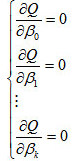 ∂Q/∂β₀ = 0
∂Q/∂β₁ = 0
⋮
∂Q/∂βₖ = 0